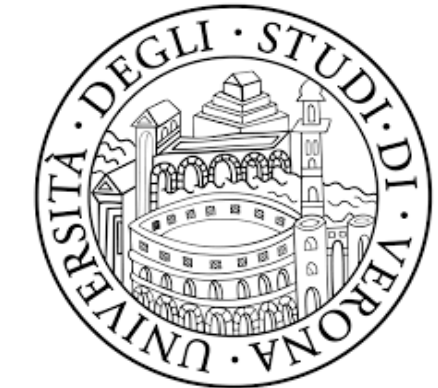 · UNIVERSITÀ · DEGLI · STUDI · DI · VERONA